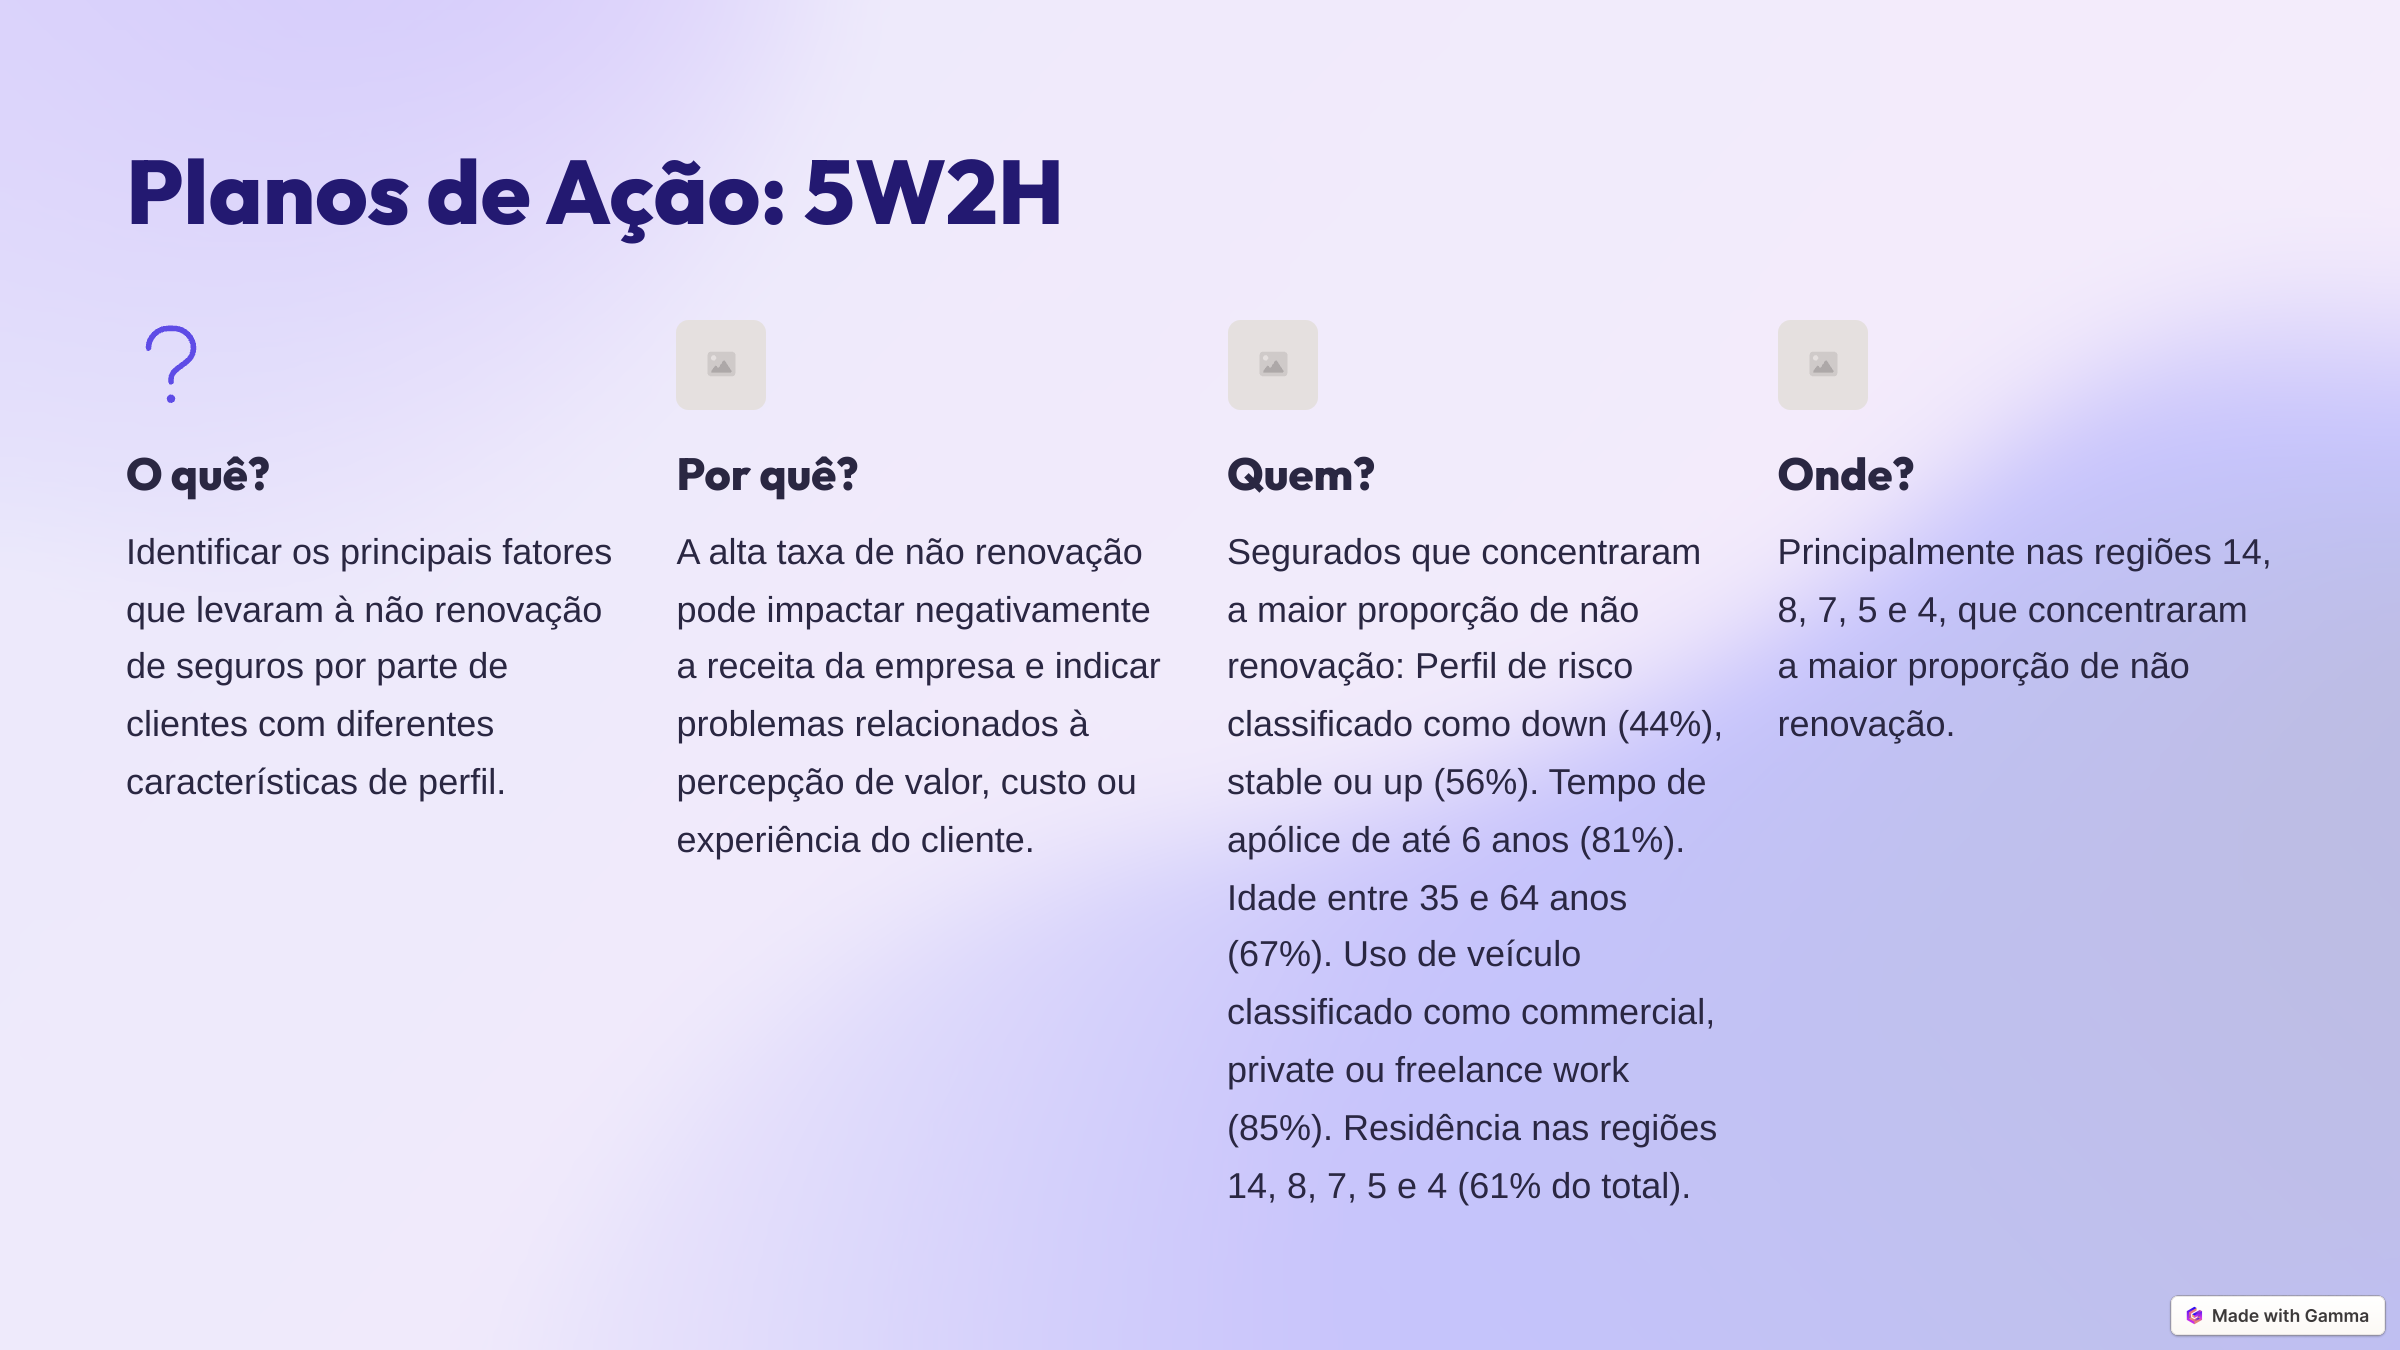 Planos de Ação: 5W2H
O quê?
Identificar os principais fatores
que levaram à não renovação
de seguros por parte de
clientes com diferentes
características de perfil.
Por quê?
A alta taxa de não renovação
pode impactar negativamente
a receita da empresa e indicar
problemas relacionados à
percepção de valor, custo ou
experiência do cliente.
Quem?
Segurados que concentraram
a maior proporção de não
renovação: Perfil de risco
classificado como down (44%),
stable ou up (56%). Tempo de
apólice de até 6 anos (81%).
Idade entre 35 e 64 anos
(67%). Uso de veículo
classificado como commercial,
private ou freelance work
(85%). Residência nas regiões
14, 8, 7, 5 e 4 (61% do total).
Onde?
Principalmente nas regiões 14,
8, 7, 5 e 4, que concentraram
a maior proporção de não
renovação.
Made with Gamma